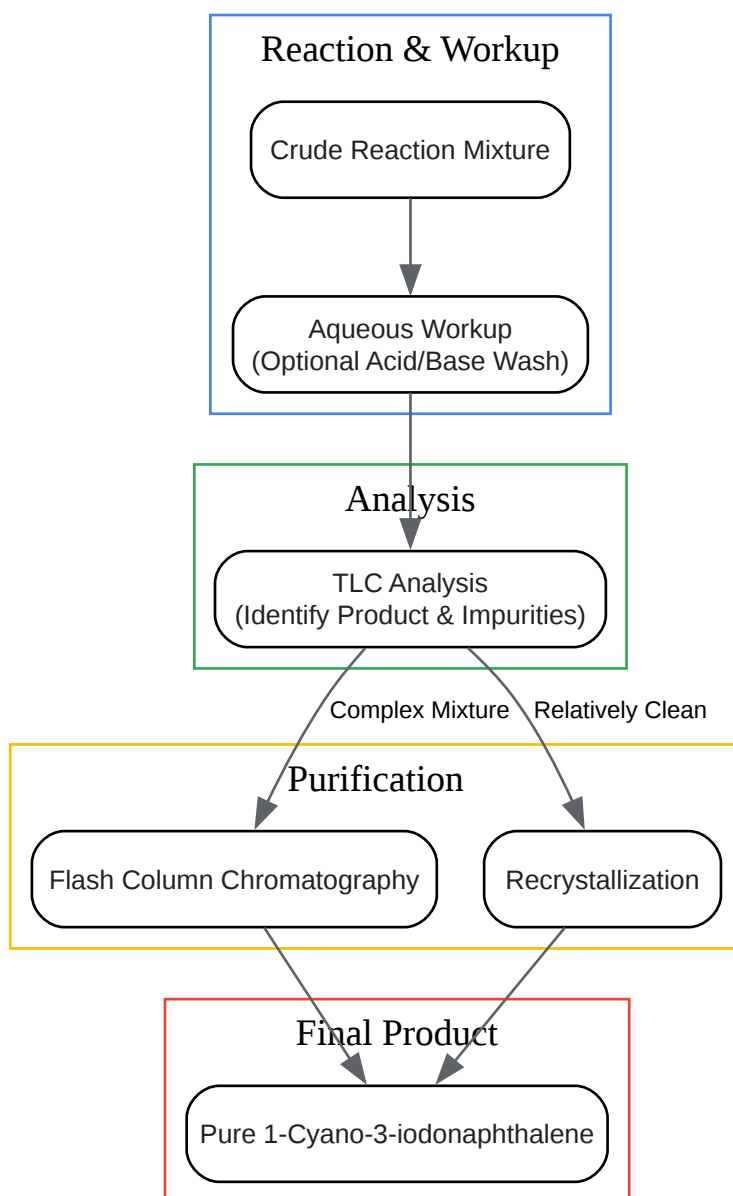 Reaction & Workup
Crude Reaction Mixture
Aqueous Workup
(Optional Acid/Base Wash)
Analysis
TLC Analysis
(Identify Product & Impurities)
Complex Mixture
Relatively Clean
Purification
Flash Column Chromatography
Recrystallization
Final Product
Pure 1-Cyano-3-iodonaphthalene